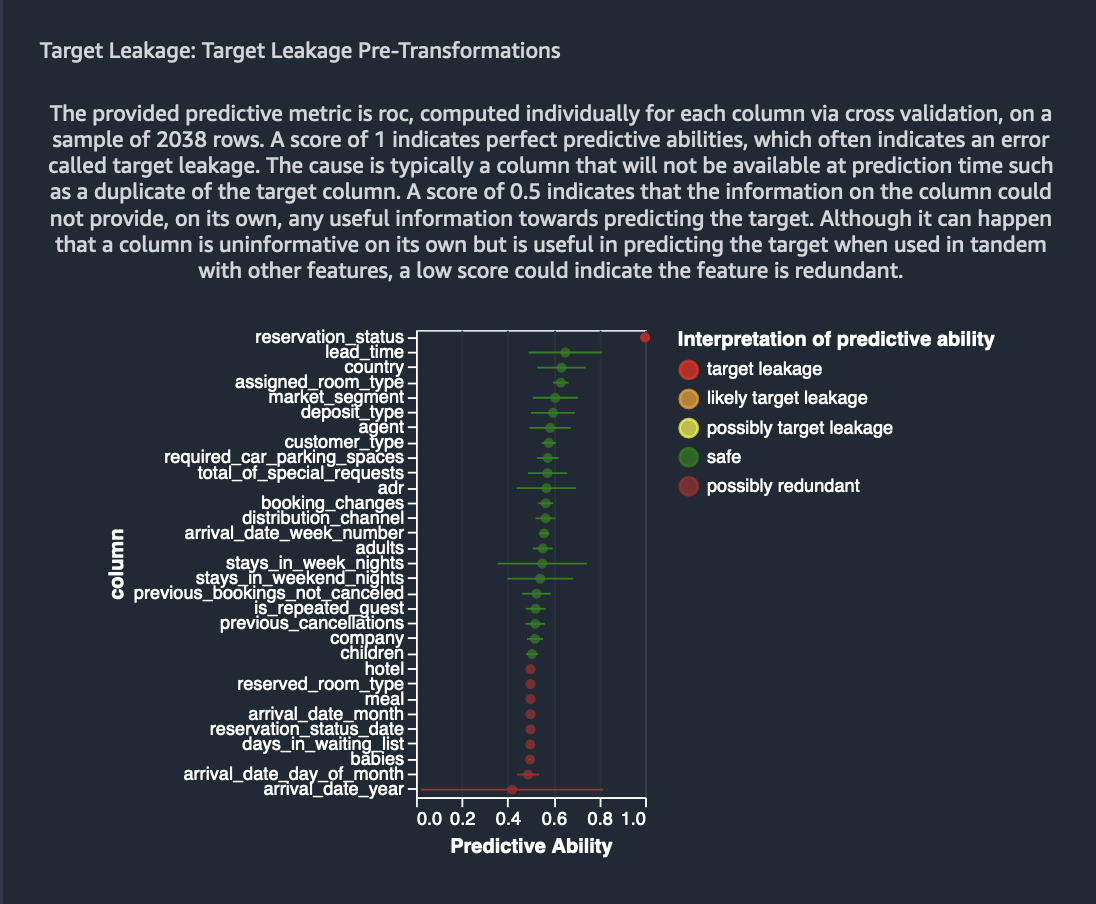 Target Leakage: Target Leakage Pre-Transformations
The provided predictive metric is roc, computed individually for each column via cross validation, on a
sample of 2038 rows. A score of 1 indicates perfect predictive abilities, which often indicates an error
called target leakage. The cause is typically a column that will not be available at prediction time such
as a duplicate of the target column. A score of 0.5 indicates that the information on the column could
not provide, on its own, any useful information towards predicting the target. Although it can happen
that a column is uninformative on its own but is useful in predicting the target when used in tandem
with other features, a low score could indicate the feature is redundant.
column
reservation_status
lead_time
country
assigned_room_type
market_segment
deposit_type
agent
customer_type
required_car_parking_spaces
total_of_special_requests
adr
booking_changes
distribution_channel
arrival_date_week_number
adults
stays_in_week_nights
stays_in_weekend_nights
previous_bookings_not_canceled
is_repeated_guest
previous_cancellations
company
children
hotel
reserved_room_type
meal
arrival_date_month
reservation_status_date
days_in_waiting_list
babies
arrival_date_day_of_month
arrival_date_year
0.0 0.2 0.4 0.6 0.8 1.0
Predictive Ability
Interpretation of predictive ability
target leakage
likely target leakage
possibly target leakage
safe
possibly redundant